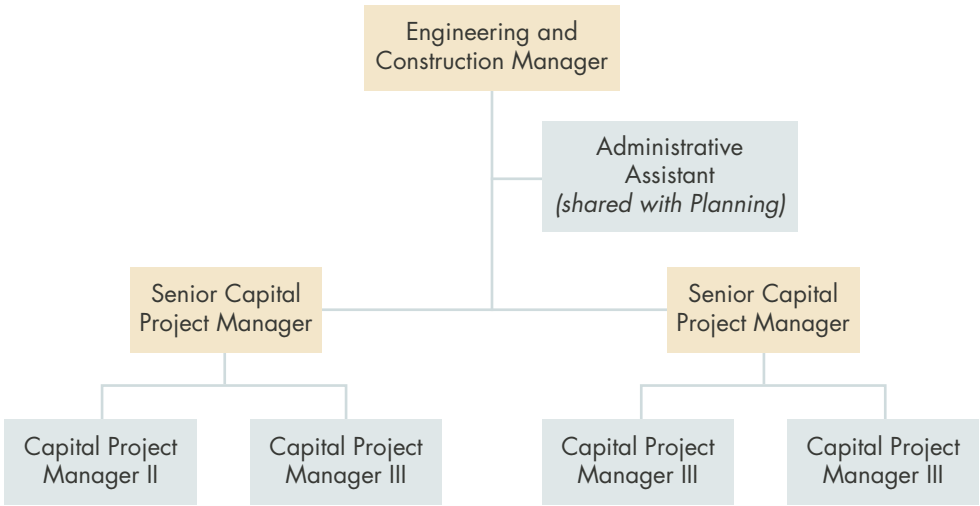 Engineering and
Construction Manager
Administrative
Assistant
(shared with Planning)
Senior Capital
Project Manager
Senior Capital
Project Manager
Capital Project
Manager II
Capital Project
Manager III
Capital Project
Manager III
Capital Project
Manager III